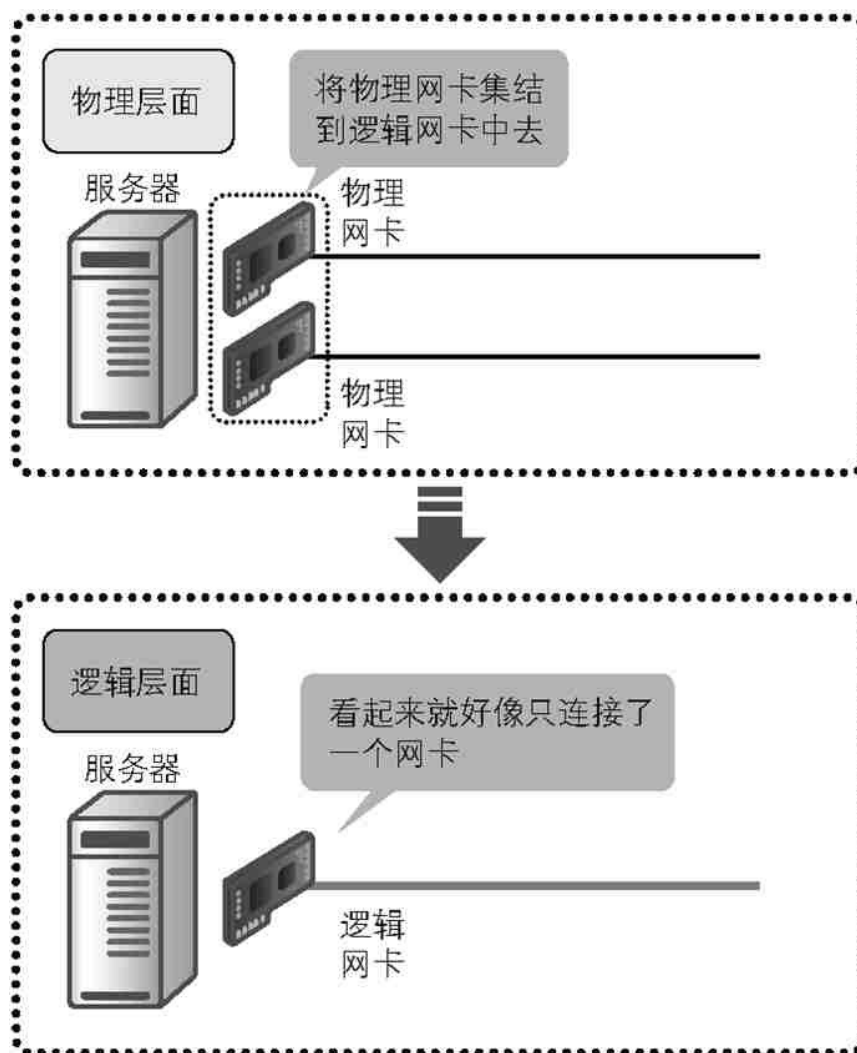 物理层面
将物理网卡集结
到逻辑网卡中去
服务器
物理
网卡
物理
网卡
逻辑层面
看起来就好像只连接了
一个网卡
服务器
逻辑
网卡